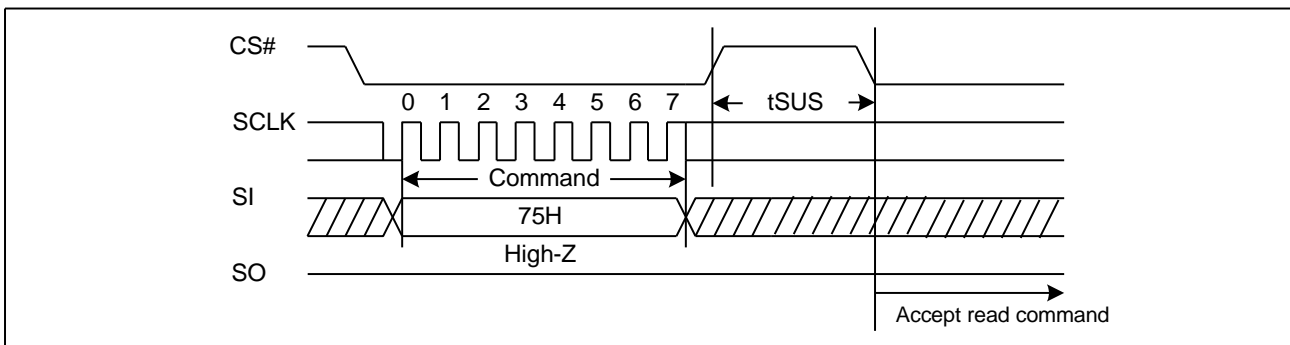 CS#
0 1 2 3 4 5 6 7
tSUS
SCLK
Command
SI
75H
High-Z
SO
Accept read command